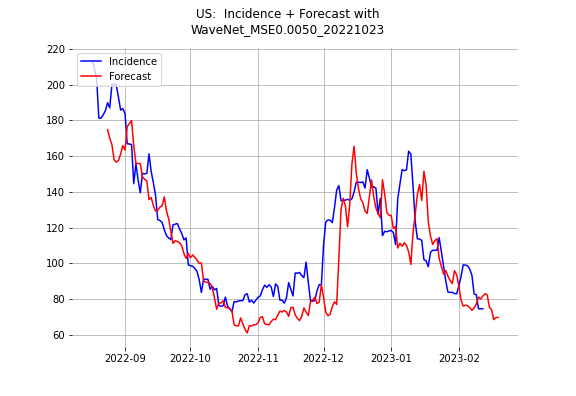 US:  Incidence + Forecast with
WaveNet_MSE0.0050_20221023
220
200
180
160
140
120
100
80
60
Incidence
Forecast
2022-09 2022-10 2022-11 2022-12 2023-01 2023-02